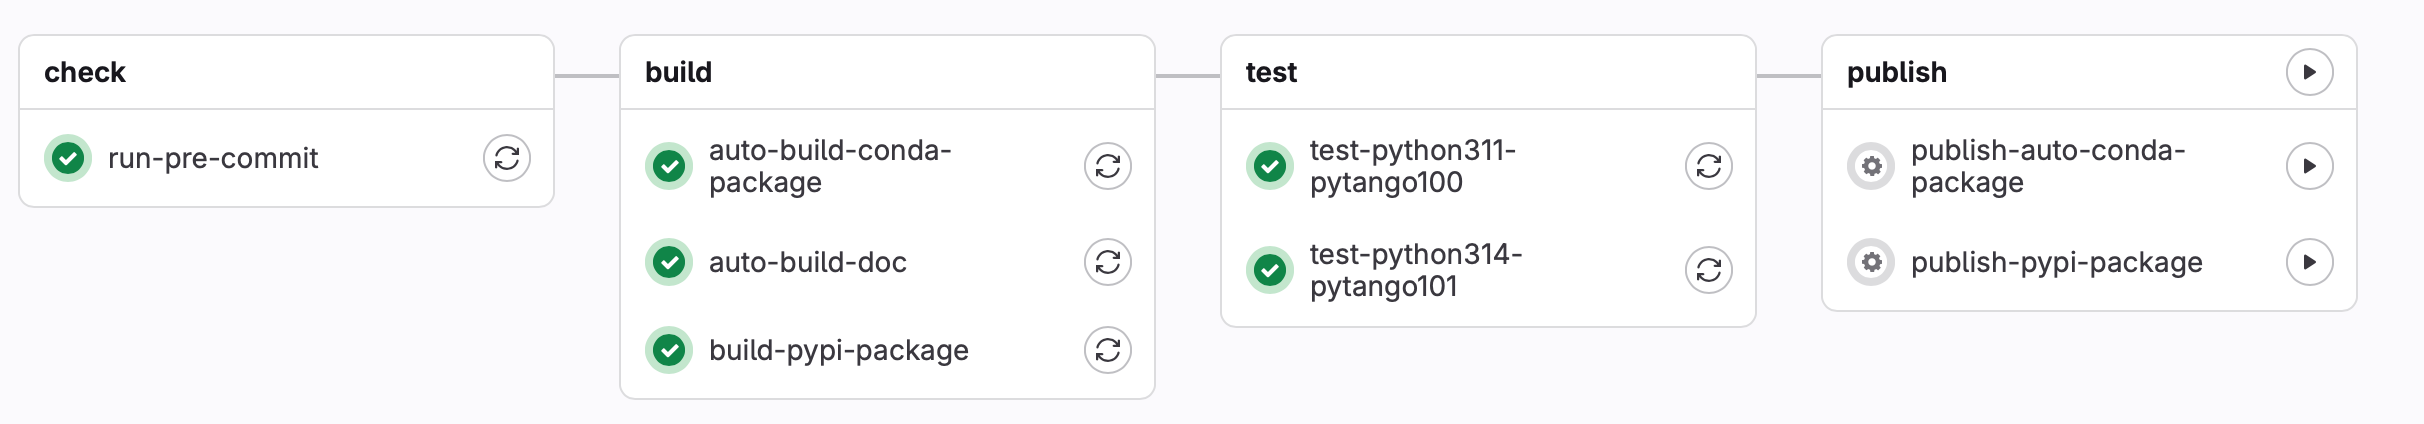 check
run-pre-commit
build
auto-build-conda-
package
auto-build-doc
build-pypi-package
test
test-python311-
pytango100
test-python314-
pytango101
publish
publish-auto-conda-
package
publish-pypi-package